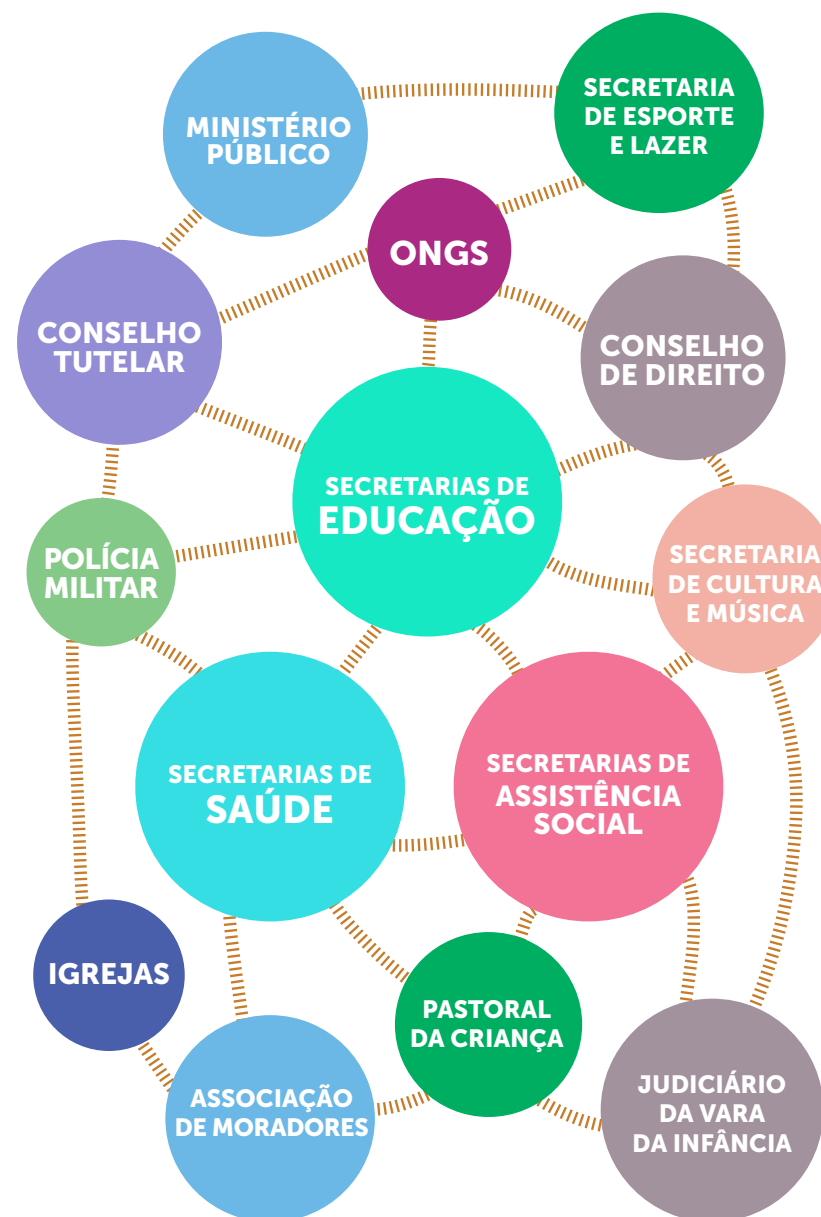 MINISTÉRIO
PÚBLICO
SECRETARIA
DE ESPORTE
E LAZER
ONGS
CONSELHO
TUTELAR
CONSELHO
DE DIREITO
SECRETARIAS DE
EDUCAÇÃO
POLÍCIA
MILITAR
SECRETARIA
DE CULTURA
E MÚSICA
SECRETARIAS DE
SAÚDE
SECRETARIAS DE
ASSISTÊNCIA
SOCIAL
IGREJAS
PASTORAL
DA CRIANÇA
ASSOCIAÇÃO
DE MORADORES
JUDICIÁRIO
DA VARA
DA INFÂNCIA